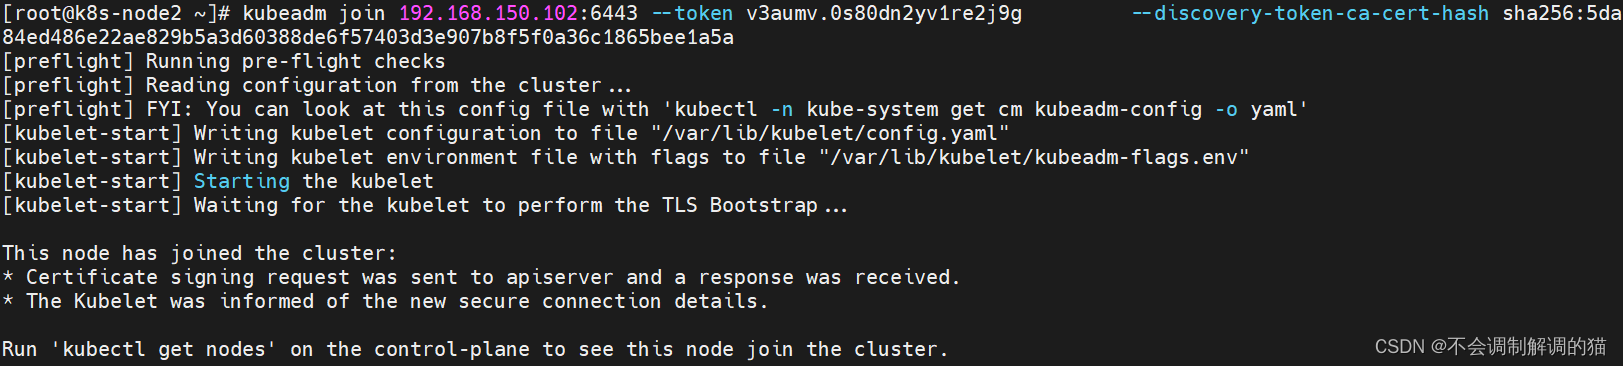 [root@k8s-node2 ~]# kubeadm join 192.168.150.102:6443 --token v3aumv.0s80dn2yv1re2j9g         --discovery-token-ca-cert-hash sha256:5da
84ed486e22ae829b5a3d60388de6f57403d3e907b8f5f0a36c1865bee1a5a
[preflight] Running pre-flight checks
[preflight] Reading configuration from the cluster...
[preflight] FYI: You can look at this config file with 'kubectl -n kube-system get cm kubeadm-config -o yaml'
[kubelet-start] Writing kubelet configuration to file "/var/lib/kubelet/config.yaml"
[kubelet-start] Writing kubelet environment file with flags to file "/var/lib/kubelet/kubeadm-flags.env"
[kubelet-start] Starting the kubelet
[kubelet-start] Waiting for the kubelet to perform the TLS Bootstrap...
This node has joined the cluster:
* Certificate signing request was sent to apiserver and a response was received.
* The Kubelet was informed of the new secure connection details.
Run 'kubectl get nodes' on the control-plane to see this node join the cluster.
CSDN @不会调制解调的猫